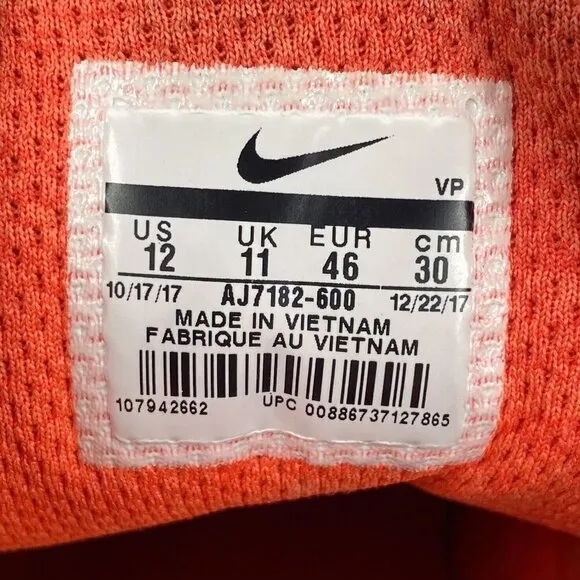 VP
US UK EUR cm
12 11 46 30
10/17/17 AJ7182-600 12/22/17
MADE IN VIETNAM
FABRIQUE AU VIETNAM
107942662 UPC 00886737127865